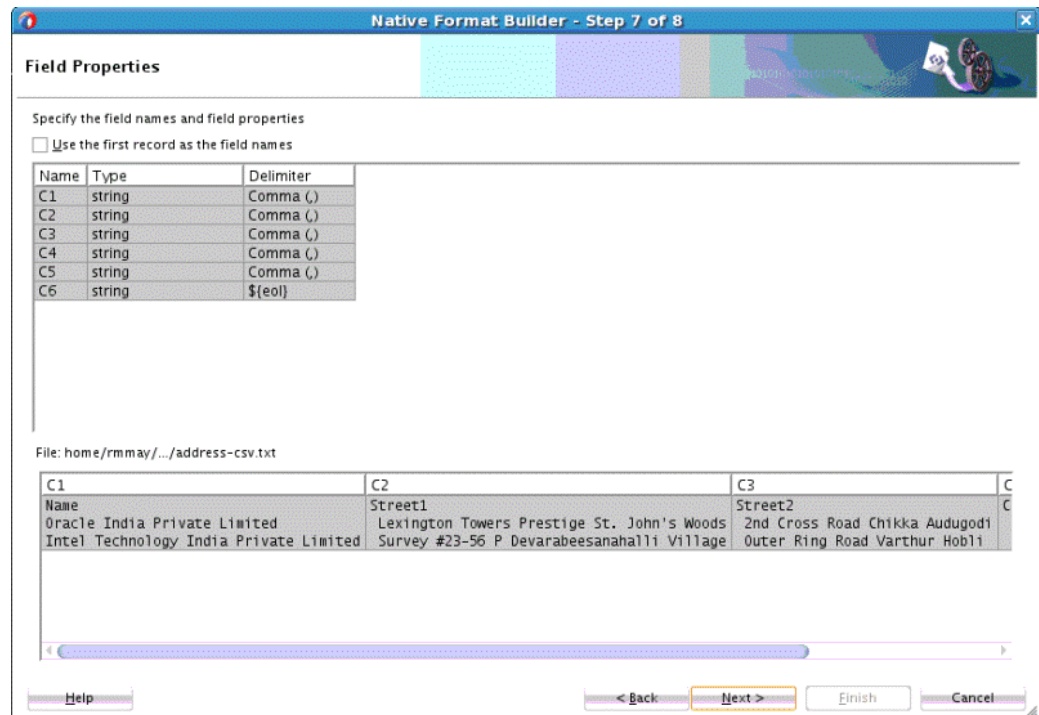 Native Format Builder - Step 7 of 8
Field Properties
Specify the field names and field properties
Use the first record as the field names
Name Type Delimiter
C1 string Comma (,)
C2 string Comma (,)
C3 string Comma (,)
C4 string Comma (,)
C5 string Comma (,)
C6 string ${eol}
File: home/rmmay/.../address-csv.txt
C1 C2 C3 C
Name Street1 Street2 C
Oracle India Private Limited Lexington Towers Prestige St. John's Woods 2nd Cross Road Chikka Audugodi
Intel Technology India Private Limited Survey #23-56 P Devarabeesanahalli Village Outer Ring Road Varthur Hobli
Help < Back Next > Finish Cancel